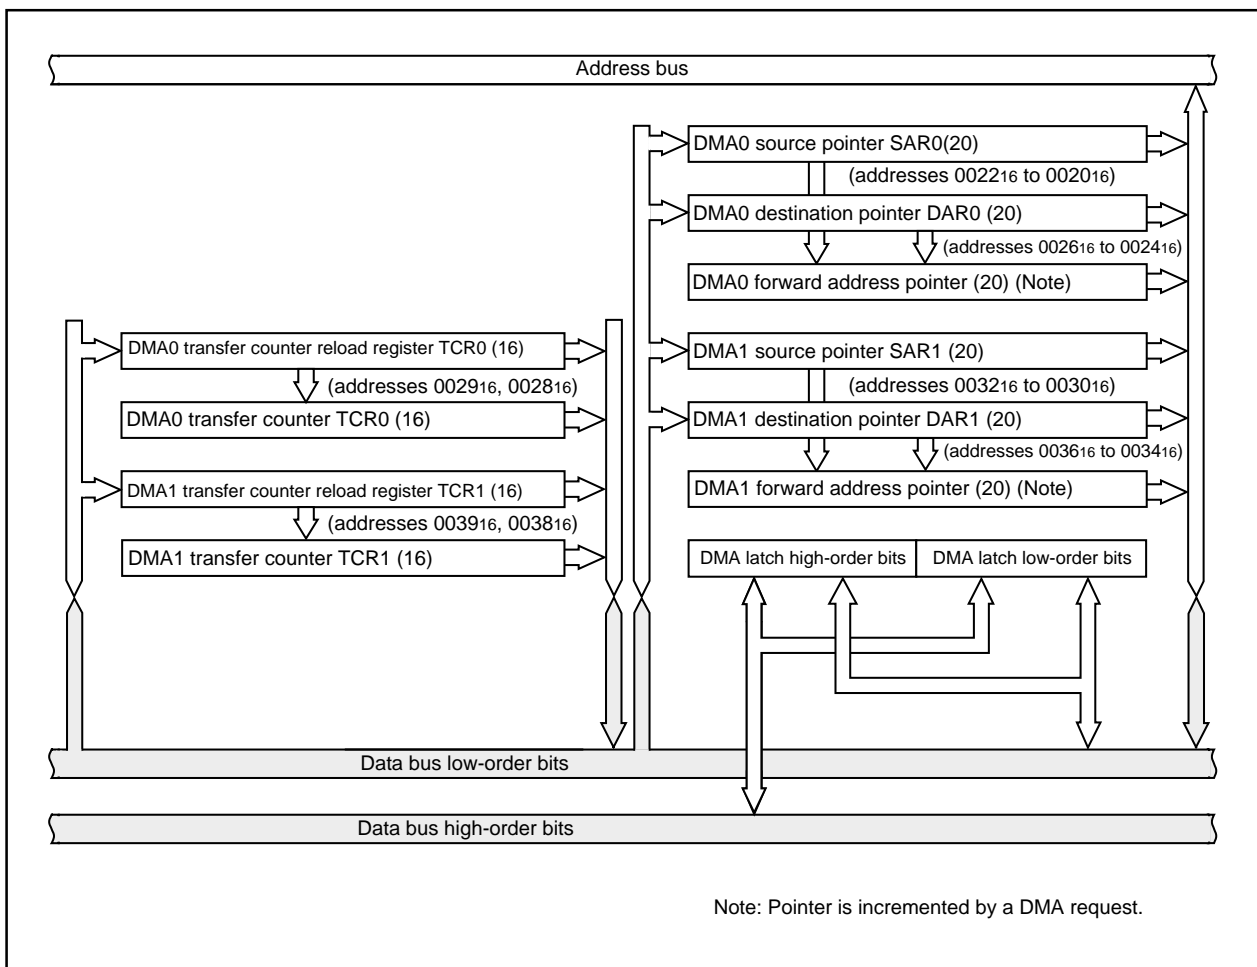 Address bus
DMA0 source pointer SAR0(20)
(addresses 002216 to 002016)
DMA0 destination pointer DAR0 (20)
(addresses 002616 to 002416)
DMA0 forward address pointer (20) (Note)
DMA0 transfer counter reload register TCR0 (16)
(addresses 002916, 002816)
DMA0 transfer counter TCR0 (16)
DMA1 transfer counter reload register TCR1 (16)
(addresses 003916, 003816)
DMA1 transfer counter TCR1 (16)
DMA1 source pointer SAR1 (20)
(addresses 003216 to 003016)
DMA1 destination pointer DAR1 (20)
(addresses 003616 to 003416)
DMA1 forward address pointer (20) (Note)
DMA latch high-order bits
DMA latch low-order bits
Data bus low-order bits
Data bus high-order bits
Note: Pointer is incremented by a DMA request.